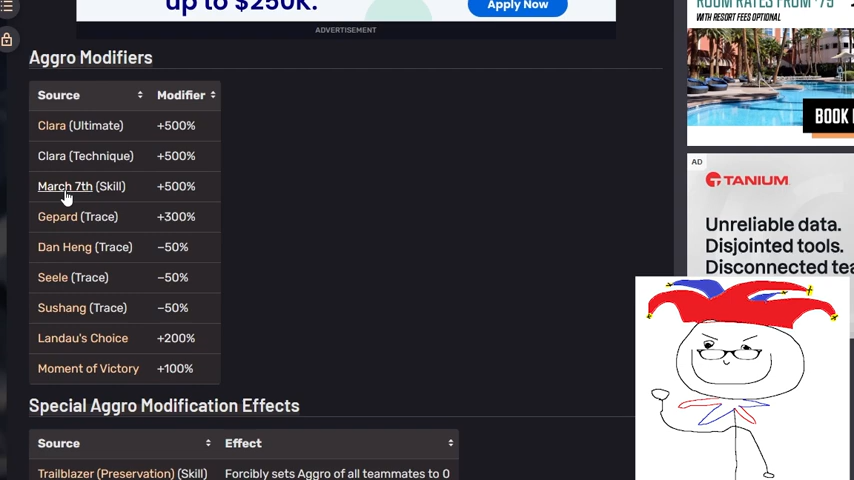 up to $250K.
Apply Now
ADVERTISEMENT
Aggro Modifiers
Source Modifier
Clara (Ultimate) +500%
Clara (Technique) +500%
March 7th (Skill) +500%
Gepard (Trace) +300%
Dan Heng (Trace) −50%
Seele (Trace) −50%
Sushang (Trace) −50%
Landau's Choice +200%
Moment of Victory +100%
Special Aggro Modification Effects
Source Effect
Trailblazer (Preservation) (Skill) Forcibly sets Aggro of all teammates to 0
ROOM RATES FROM $79
WITH RESORT FEES OPTIONAL
BOOK
AD
TANIUM
Unreliable data.
Disjointed tools.
Disconnected tea